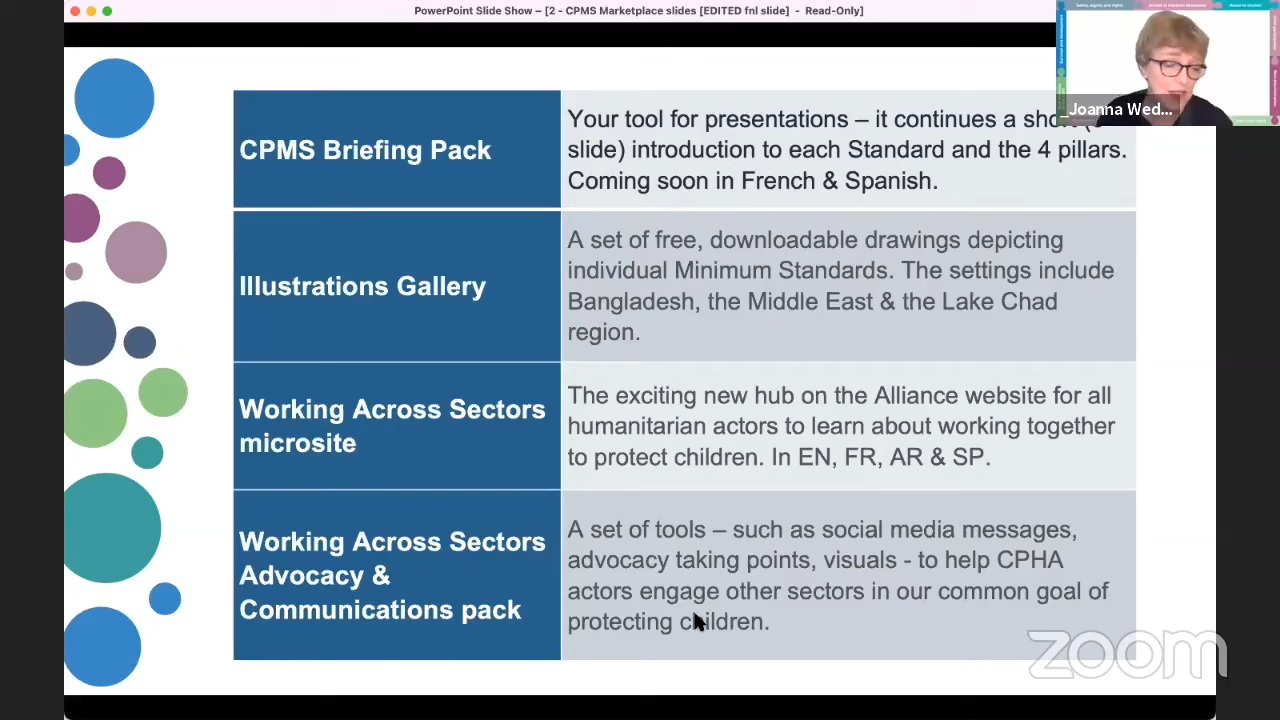 PowerPoint Slide Show – [2 - CPMS Marketplace slides [EDITED fnl slide] - Read-Only]
Joanna Wed...
CPMS Briefing Pack
Your tool for presentations – it continues a
slide) introduction to each Standard and the 4 pillars.
Coming soon in French & Spanish.
Illustrations Gallery
A set of free, downloadable drawings depicting
individual Minimum Standards. The settings include
Bangladesh, the Middle East & the Lake Chad
region.
Working Across Sectors
microsite
The exciting new hub on the Alliance website for all
humanitarian actors to learn about working together
to protect children. In EN, FR, AR & SP.
Working Across Sectors
Advocacy &
Communications pack
A set of tools – such as social media messages,
advocacy taking points, visuals - to help CPHA
actors engage other sectors in our common goal of
protecting children.
zoom